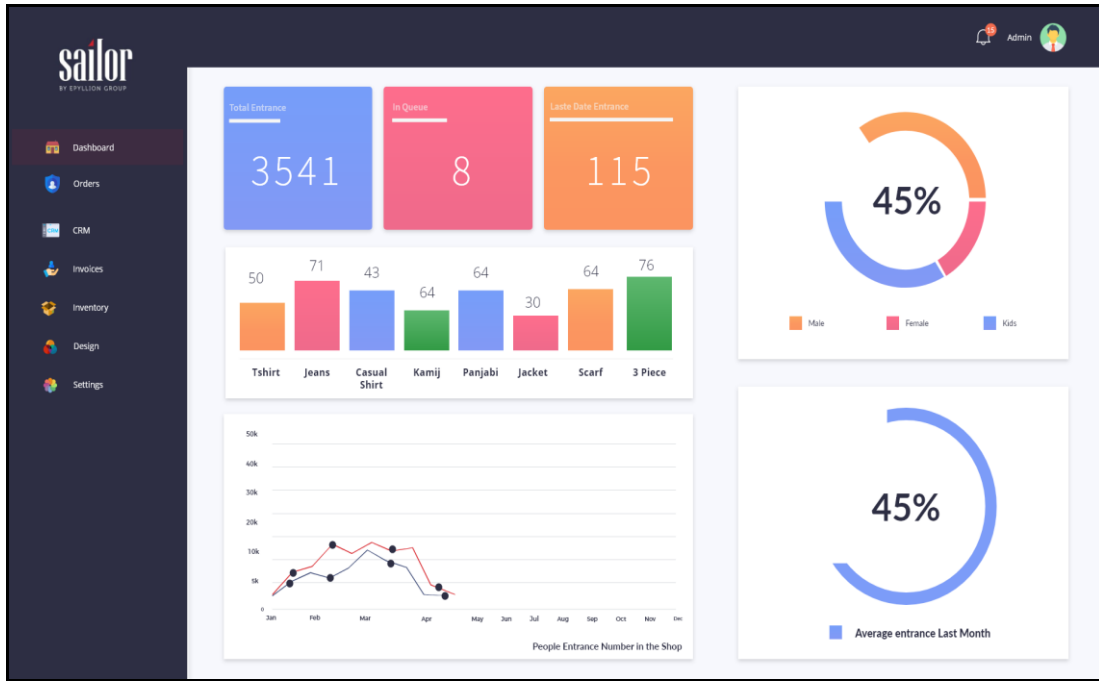 sailor
BY EPYLLION GROUP
15
Admin
Dashboard
Orders
CRM
CRM
Invoices
Inventory
Design
Settings
Total Entrance
3541
In Queue
8
Laste Date Entrance
115
50
71
43
64
64
30
64
76
Tshirt
Jeans
Casual
Shirt
Kamij
Panjabi
Jacket
Scarf
3 Piece
50k
40k
30k
20k
10k
5k
0
Jan
Feb
Mar
Apr
May
Jun
Jul
Aug
Sep
Oct
Nov
Dec
People Entrance Number in the Shop
45%
Male
Female
Kids
45%
Average entrance Last Month